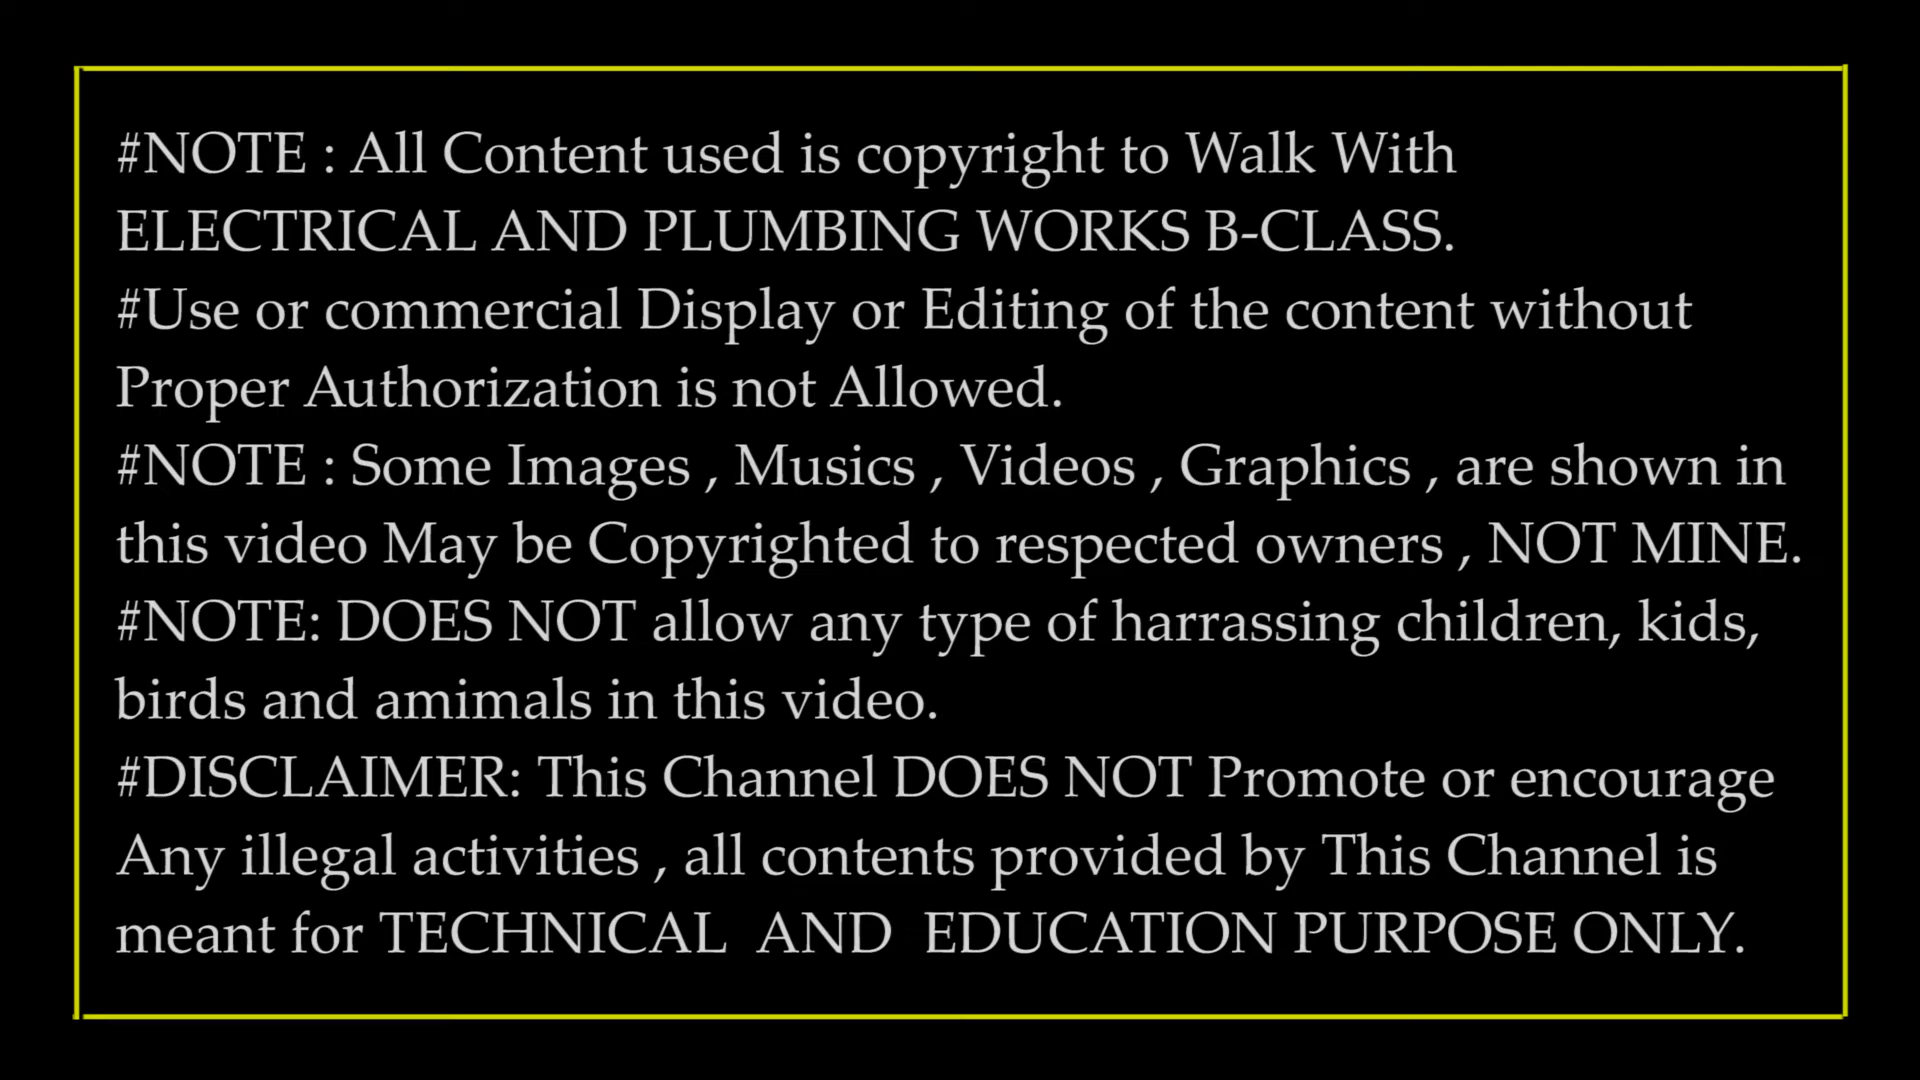 #NOTE : All Content used is copyright to Walk With
ELECTRICAL AND PLUMBING WORKS B-CLASS.
#Use or commercial Display or Editing of the content without
Proper Authorization is not Allowed.
#NOTE : Some Images , Musics , Videos , Graphics , are shown in
this video May be Copyrighted to respected owners , NOT MINE.
#NOTE: DOES NOT allow any type of harrassing children, kids,
birds and amimals in this video.
#DISCLAIMER: This Channel DOES NOT Promote or encourage
Any illegal activities , all contents provided by This Channel is
meant for TECHNICAL  AND  EDUCATION PURPOSE ONLY.